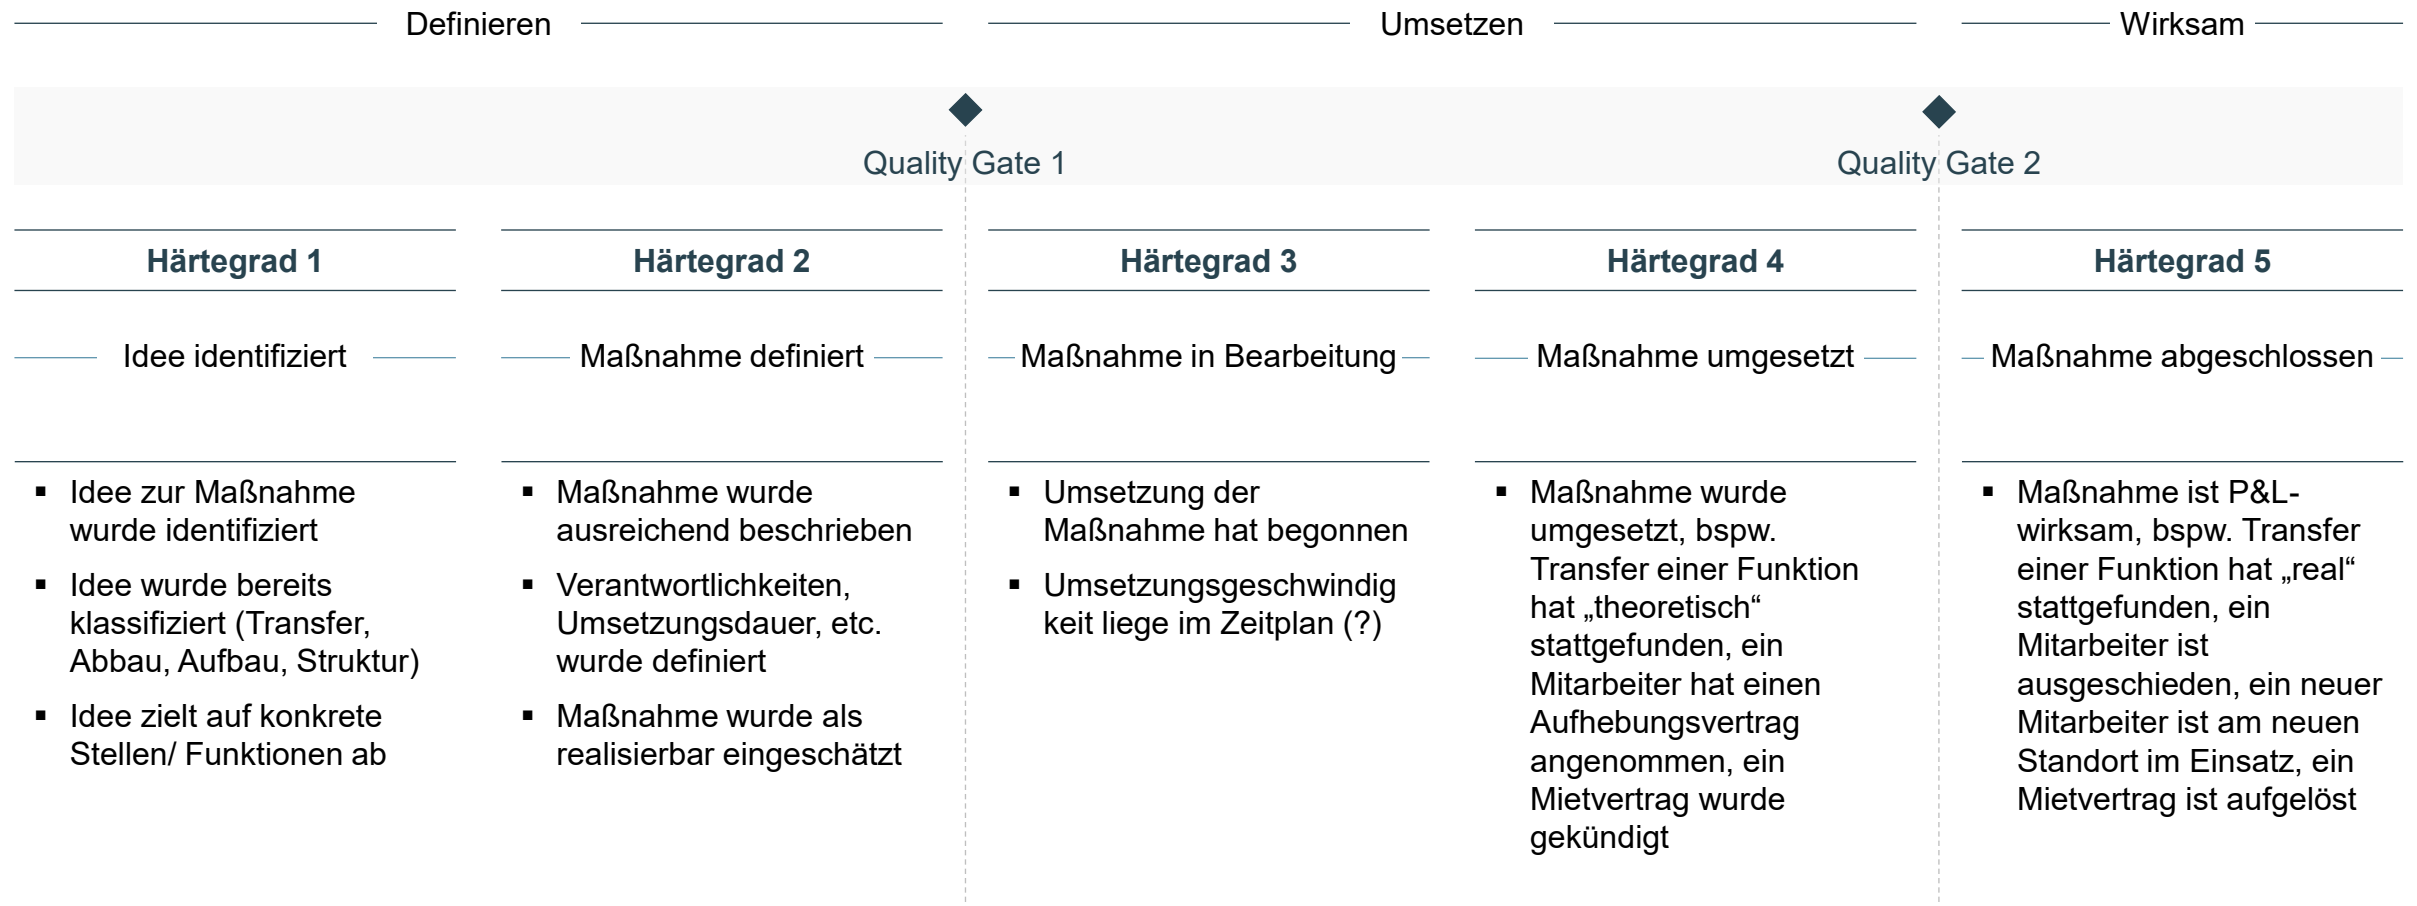 Definieren
Umsetzen
Wirksam
Quality Gate 1
Quality Gate 2
Härtegrad 1
Härtegrad 2
Härtegrad 3
Härtegrad 4
Härtegrad 5
Idee identifiziert
Maßnahme definiert
Maßnahme in Bearbeitung
Maßnahme umgesetzt
Maßnahme abgeschlossen
▪ Idee zur Maßnahme
wurde identifiziert
▪ Idee wurde bereits
klassifiziert (Transfer,
Abbau, Aufbau, Struktur)
▪ Idee zielt auf konkrete
Stellen/ Funktionen ab
▪ Maßnahme wurde
ausreichend beschrieben
▪ Verantwortlichkeiten,
Umsetzungsdauer, etc.
wurde definiert
▪ Maßnahme wurde als
realisierbar eingeschätzt
▪ Umsetzung der
Maßnahme hat begonnen
▪ Umsetzungsgeschwindig
keit liege im Zeitplan (?)
▪ Maßnahme wurde
umgesetzt, bspw.
Transfer einer Funktion
hat „theoretisch“
stattgefunden, ein
Mitarbeiter hat einen
Aufhebungsvertrag
angenommen, ein
Mietvertrag wurde
gekündigt
▪ Maßnahme ist P&L-
wirksam, bspw. Transfer
einer Funktion hat „real“
stattgefunden, ein
Mitarbeiter ist
ausgeschieden, ein neuer
Mitarbeiter ist am neuen
Standort im Einsatz, ein
Mietvertrag ist aufgelöst